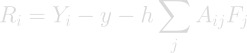 R_i = Y_i - y - h \sum_j A_{ij} F_j